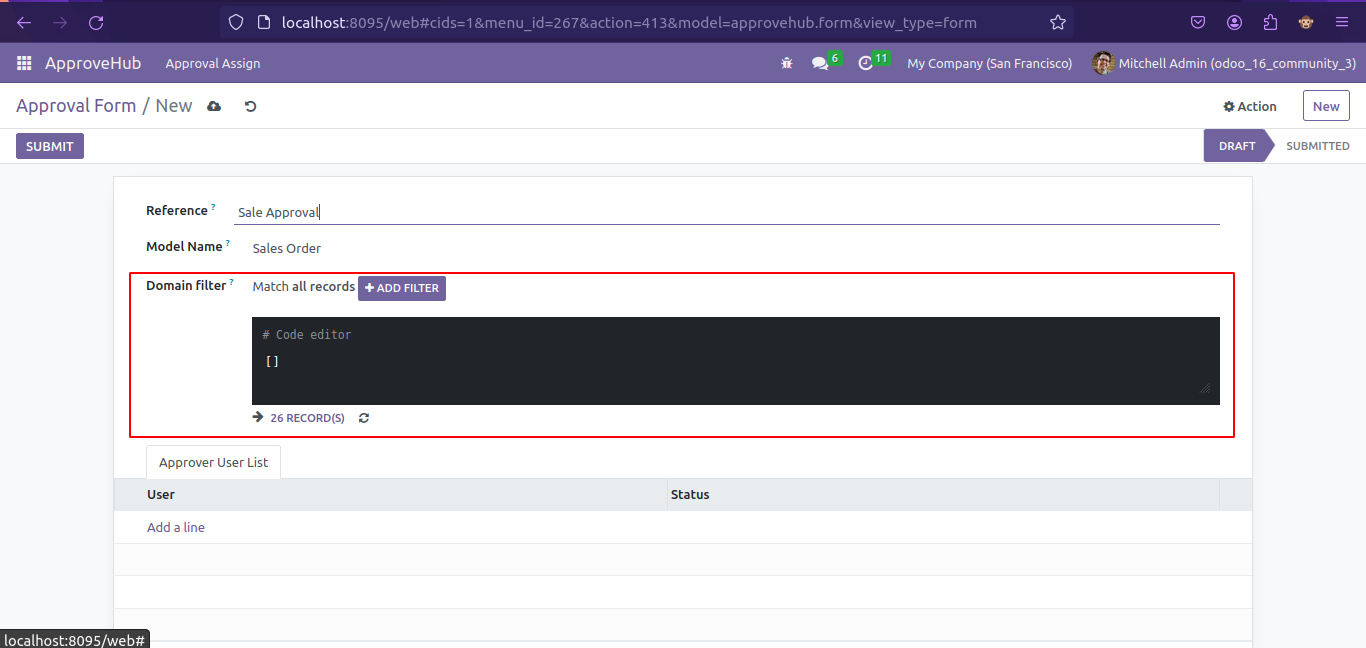 localhost:8095/web#cids=1&menu_id=267&action=413&model=approvehub.form&view_type=form
ApproveHub Approval Assign 6 11 My Company (San Francisco) Mitchell Admin (odoo_16_community_3)
Approval Form / New Action New
SUBMIT DRAFT SUBMITTED
Reference ? Sale Approval
Model Name ? Sales Order
Domain filter ? Match all records + ADD FILTER
# Code editor
[]
26 RECORD(S)
Approver User List
User Status
Add a line
localhost:8095/web#